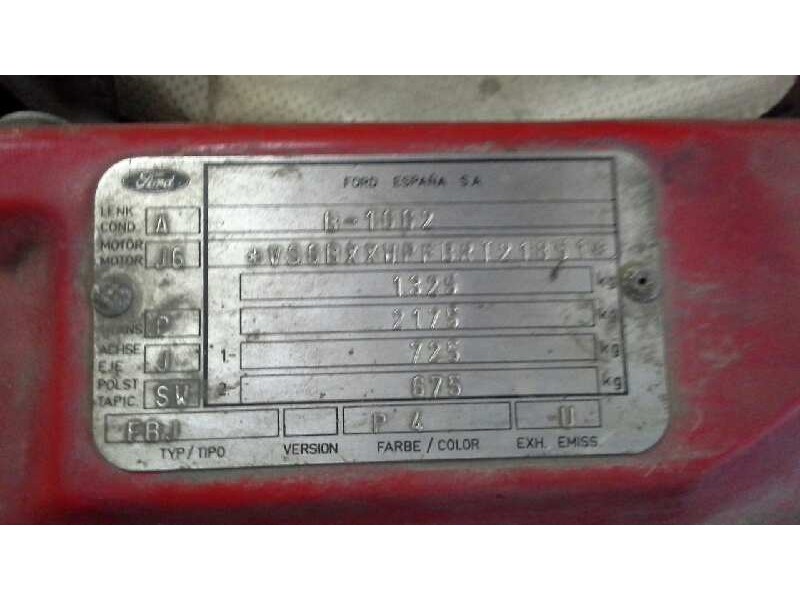 Ford
FORD ESPAÑA S.A.
LENK
COND. A
MOTOR
MOTOR JG
1325 kg
2175 kg
P
ACHSE
EJE J 1- 725 kg
POLST
TAPIC. SW 2- 675 kg
FBJ P 4 U
TYP/TIPO VERSION FARBE/COLOR EXH. EMISS.